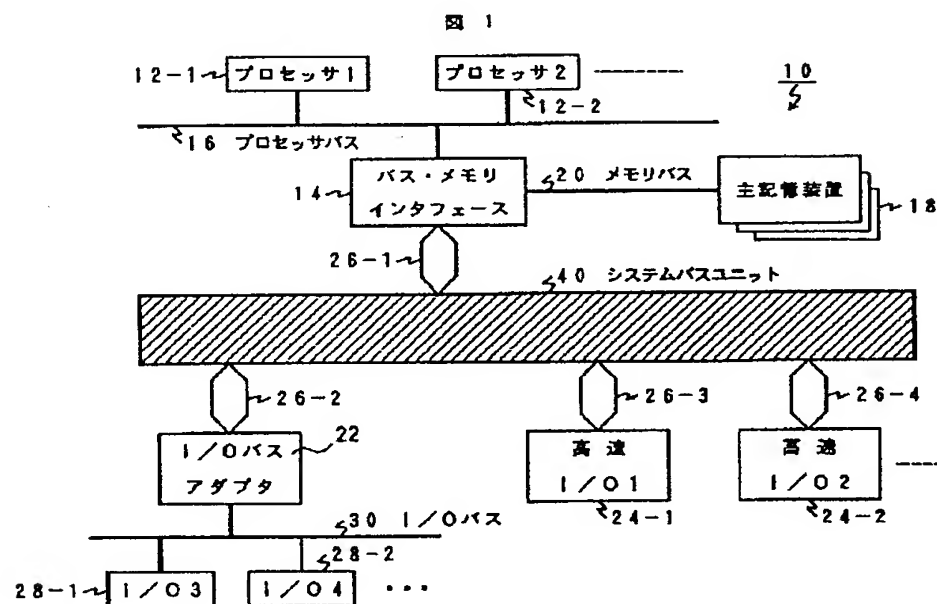 図 1
12-1 プロセッサ1
プロセッサ2
10
12-2
16 プロセッサバス
14
バス・メモリ
インタフェース
20 メモリバス
主記憶装置
18
26-1
40 システムバスユニット
26-2
26-3
26-4
I/Oバス
アダプタ
22
高速
I/O1
高速
I/O2
24-1
24-2
30 I/Oバス
28-2
28-1
I/O3
I/O4